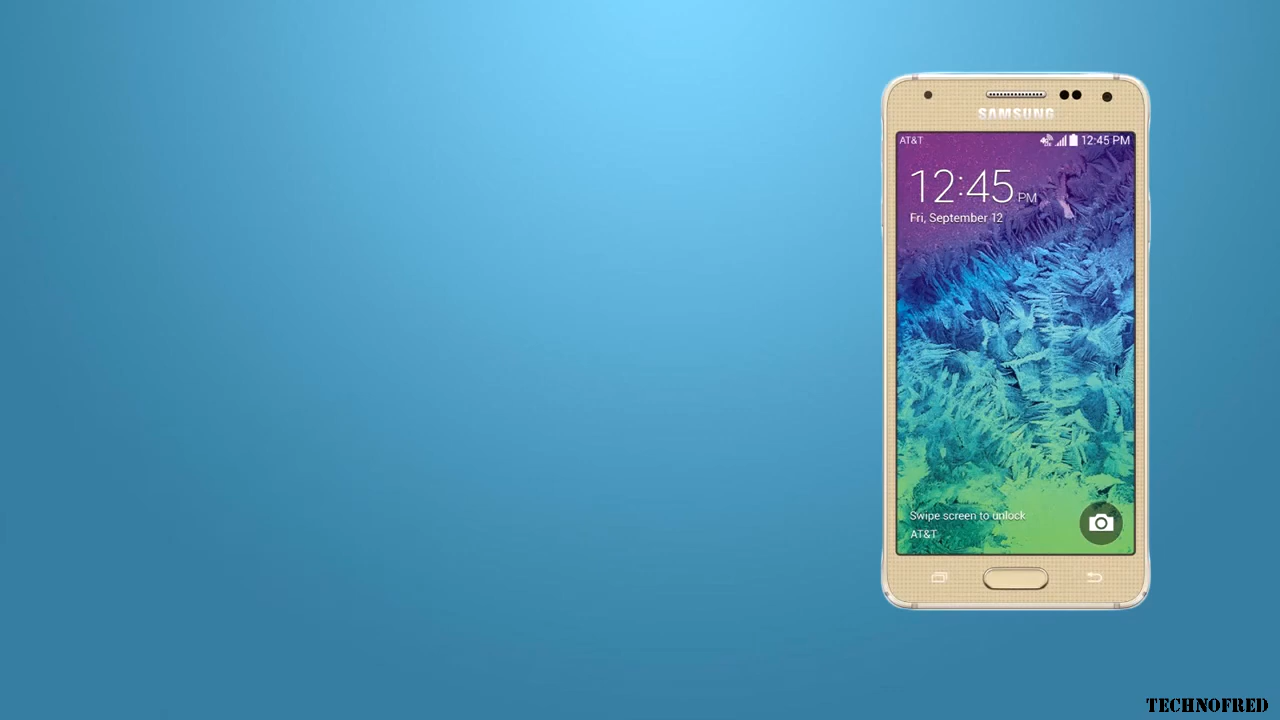 SAMSUNG
AT&T 12:45 PM
12:45 PM
Fri, September 12
Swipe screen to unlock
AT&T
TECHNOFRED